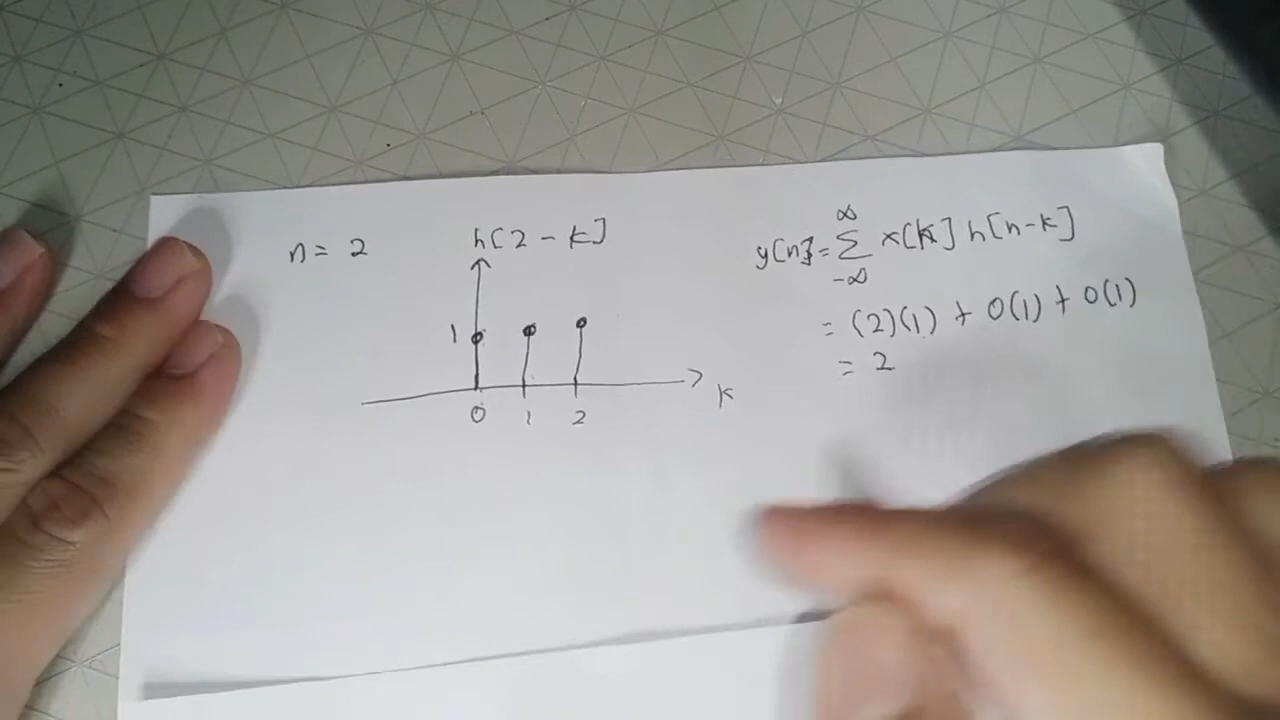 n = 2
h[2 - k]
1
0 1 2
k
∞
y[n] = Σ x[k] h[n-k]
-∞
= (2)(1) + 0(1) + 0(1)
= 2